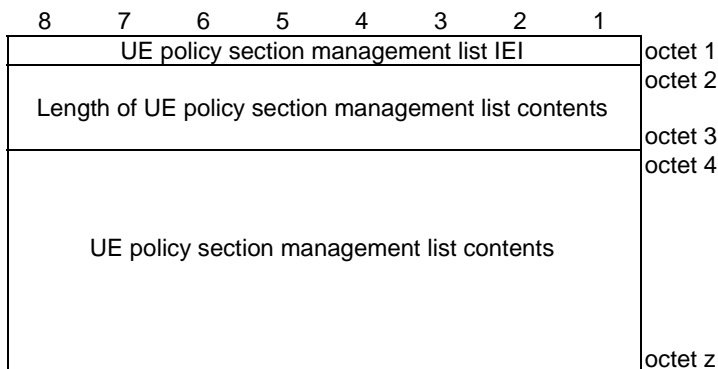 8 7 6 5 4 3 2 1
UE policy section management list IEI octet 1
octet 2
Length of UE policy section management list contents
octet 3
octet 4
UE policy section management list contents
octet z